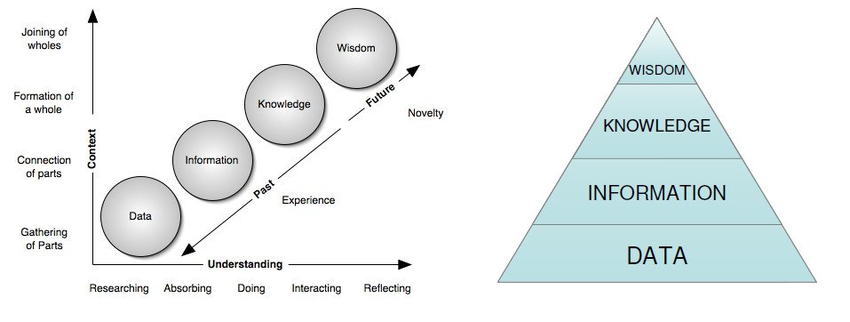 Joining of
wholes
Formation of
a whole
Connection
of parts
Gathering
of Parts
Context
Wisdom
Knowledge
Information
Data
Future
Novelty
Past
Experience
Understanding
Researching Absorbing Doing Interacting Reflecting
WISDOM
KNOWLEDGE
INFORMATION
DATA